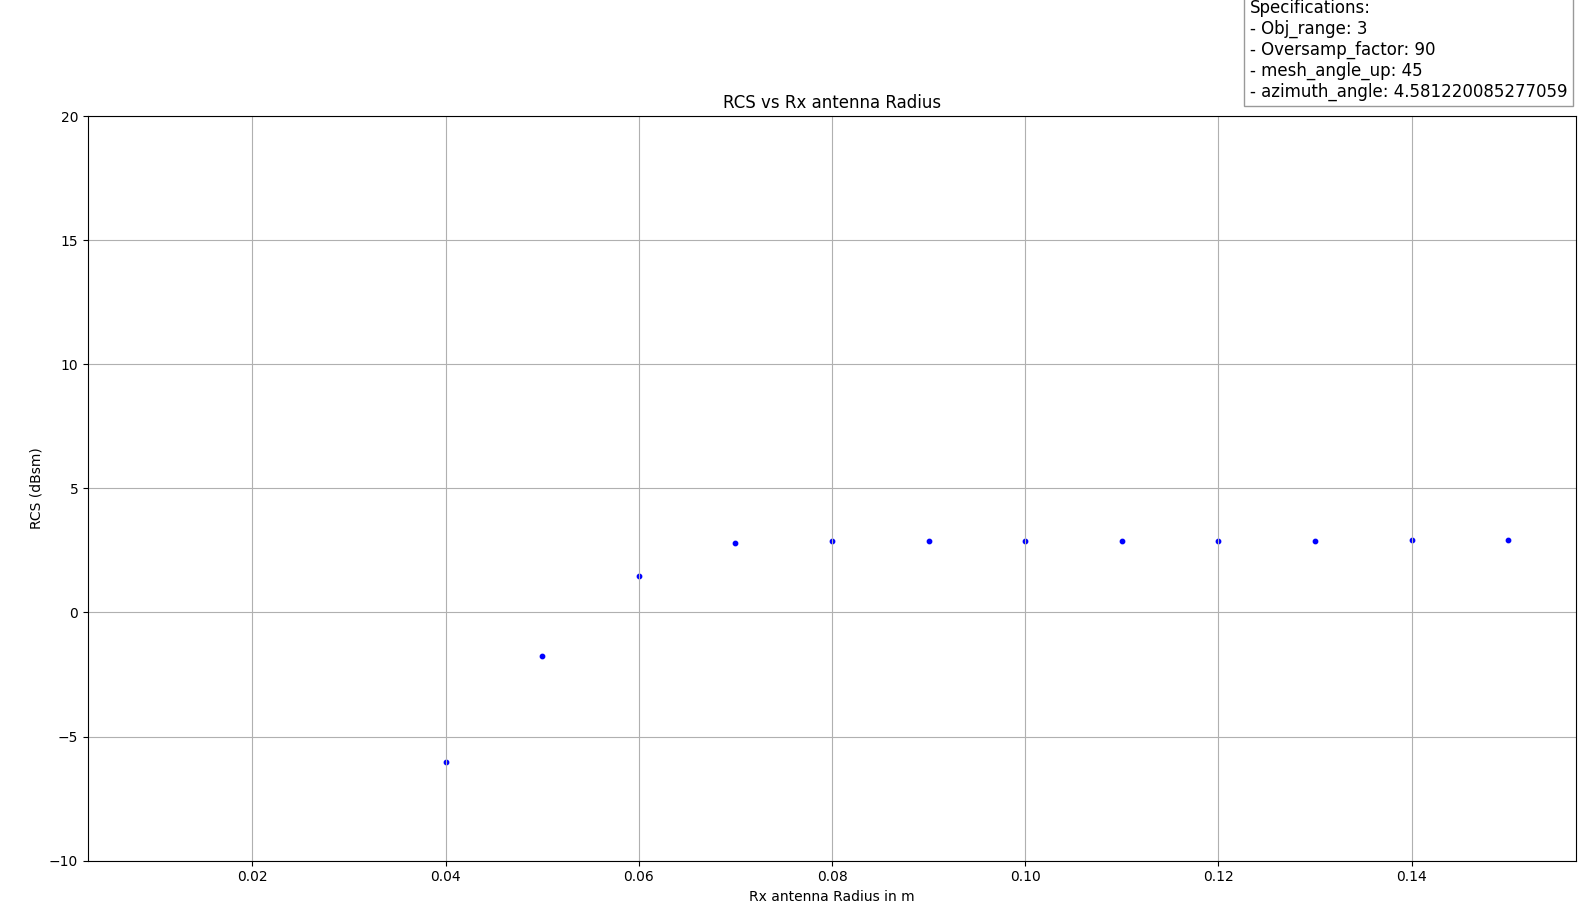 Specifications:
- Obj_range: 3
- Oversamp_factor: 90
- mesh_angle_up: 45
- azimuth_angle: 4.581220085277059
RCS vs Rx antenna Radius
20
15
10
5
0
−5
−10
RCS (dBsm)
0.02 0.04 0.06 0.08 0.10 0.12 0.14
Rx antenna Radius in m